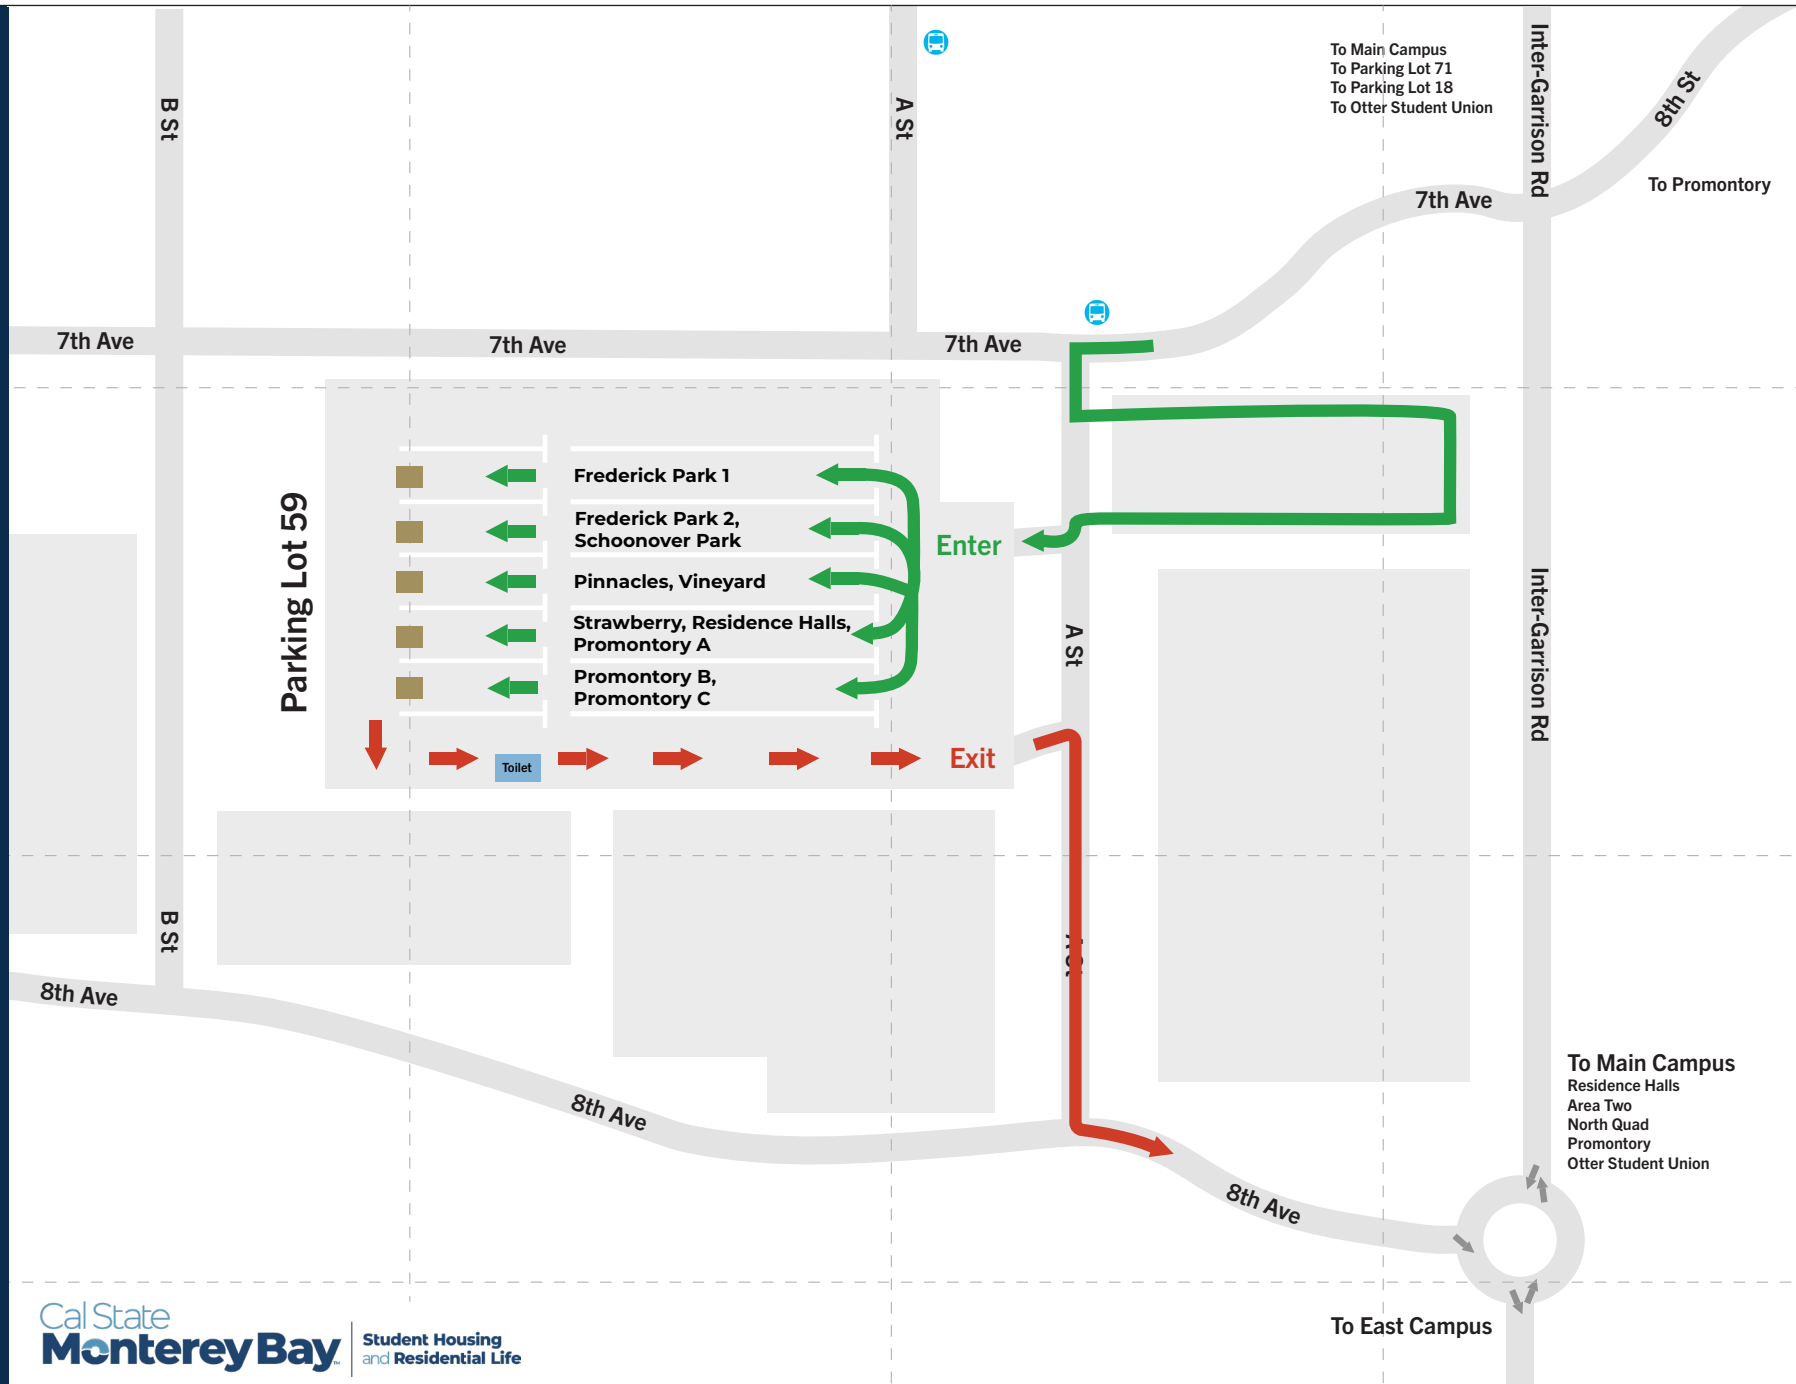 To Main Campus
To Parking Lot 71
To Parking Lot 18
To Otter Student Union
Inter-Garrison Rd
8th St
B St
A St
To Promontory
7th Ave
7th Ave
7th Ave
7th Ave
Parking Lot 59
Frederick Park 1
Frederick Park 2,
Schoonover Park
Enter
Pinnacles, Vineyard
Strawberry, Residence Halls,
Promontory A
Promontory B,
Promontory C
A St
Inter-Garrison Rd
Toilet
Exit
B St
A St
8th Ave
8th Ave
8th Ave
To Main Campus
Residence Halls
Area Two
North Quad
Promontory
Otter Student Union
To East Campus
Cal State
Monterey Bay™
Student Housing
and Residential Life